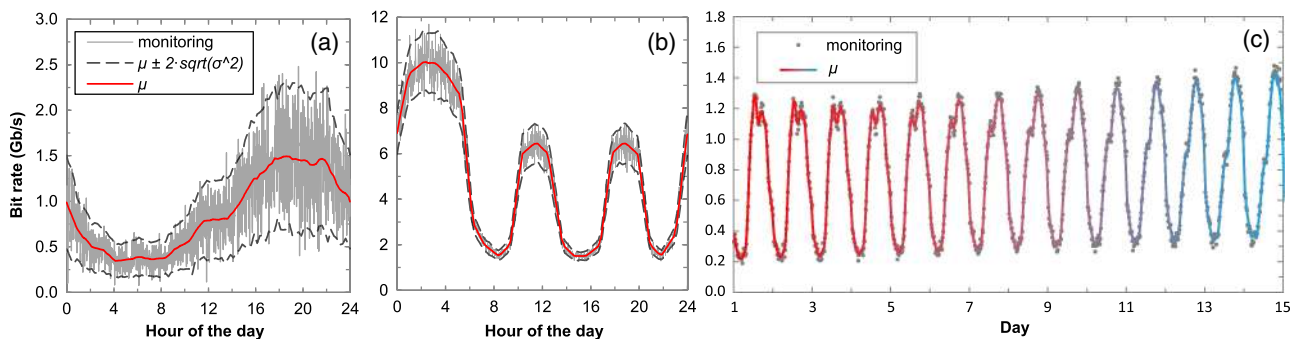 (a)
monitoring
μ ± 2·sqrt(σ^2)
μ
Bit rate (Gb/s)
3.0
2.5
2.0
1.5
1.0
0.5
0.0
0 4 8 12 16 20 24
Hour of the day
(b)
12
10
8
6
4
2
0
0 4 8 12 16 20 24
Hour of the day
(c)
monitoring
μ
1.8
1.6
1.4
1.2
1.0
0.8
0.6
0.4
0.2
0.0
1 3 5 7 9 11 13 15
Day